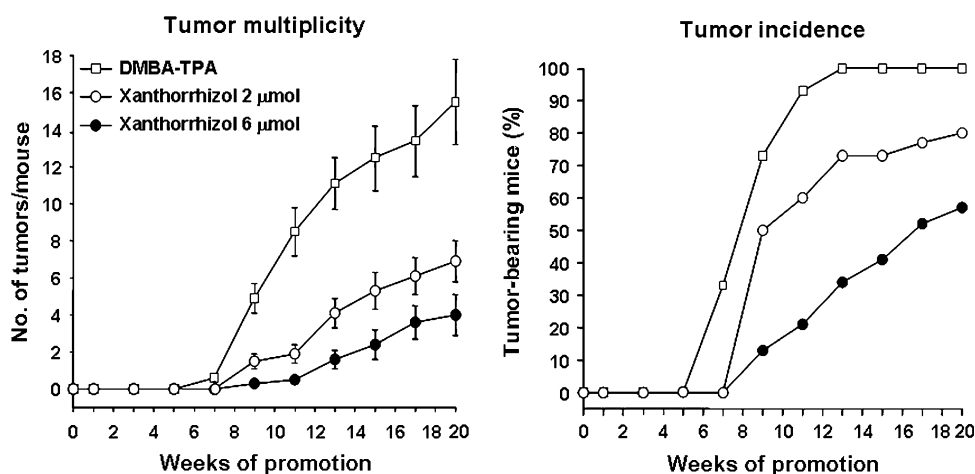 Tumor multiplicity
18
16
14
12
10
8
6
4
2
0
No. of tumors/mouse
DMBA-TPA
Xanthorrhizol 2 μmol
Xanthorrhizol 6 μmol
0 2 4 6 8 10 12 14 16 18 20
Weeks of promotion
Tumor incidence
100
90
80
70
60
50
40
30
20
10
0
Tumor-bearing mice (%)
0 2 4 6 8 10 12 14 16 18 20
Weeks of promotion